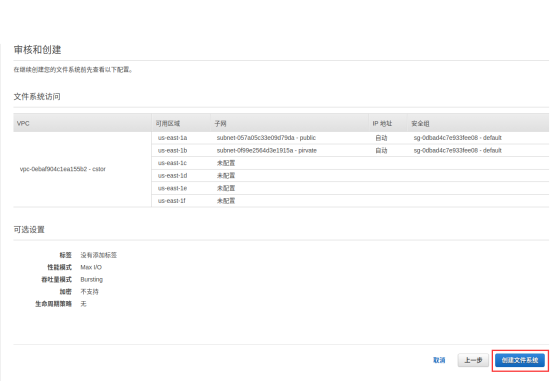 审核和创建
在继续创建您的文件系统前先查看以下配置。
文件系统访问
VPC 可用区域 子网 IP 地址 安全组
us-east-1a subnet-057a05c33e09d79da - public 自动 sg-0dbad4c7e933fee08 - default
us-east-1b subnet-0f99e2564d3e1915a - pirvate 自动 sg-0dbad4c7e933fee08 - default
us-east-1c 未配置
vpc-0ebaf904c1ea155b2 - cstor
us-east-1d 未配置
us-east-1e 未配置
us-east-1f 未配置
可选设置
标签 没有添加标签
性能模式 Max I/O
吞吐量模式 Bursting
加密 不支持
生命周期策略 无
取消 上一步 创建文件系统